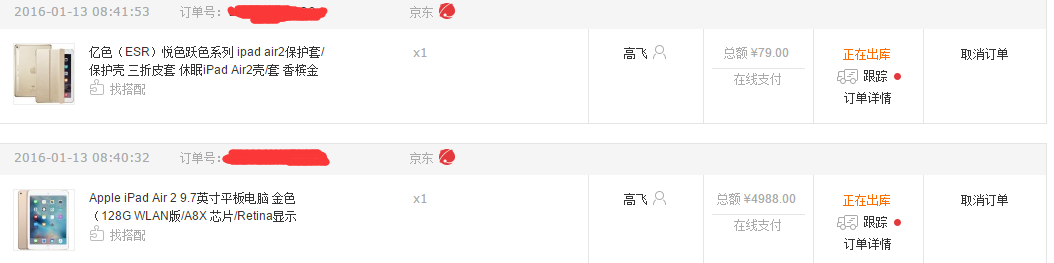 2016-01-13 08:41:53 订单号: 京东
亿色（ESR）悦色跃色系列 ipad air2保护套/ x1 高飞 总额 ¥79.00 正在出库 取消订单
保护壳 三折皮套 休眠iPad Air2壳/套 香槟金 在线支付 跟踪
找搭配 订单详情
2016-01-13 08:40:32 订单号: 京东
Apple iPad Air 2 9.7英寸平板电脑 金色 x1 高飞 总额 ¥4988.00 正在出库 取消订单
（128G WLAN版/A8X 芯片/Retina显示 在线支付 跟踪
找搭配 订单详情